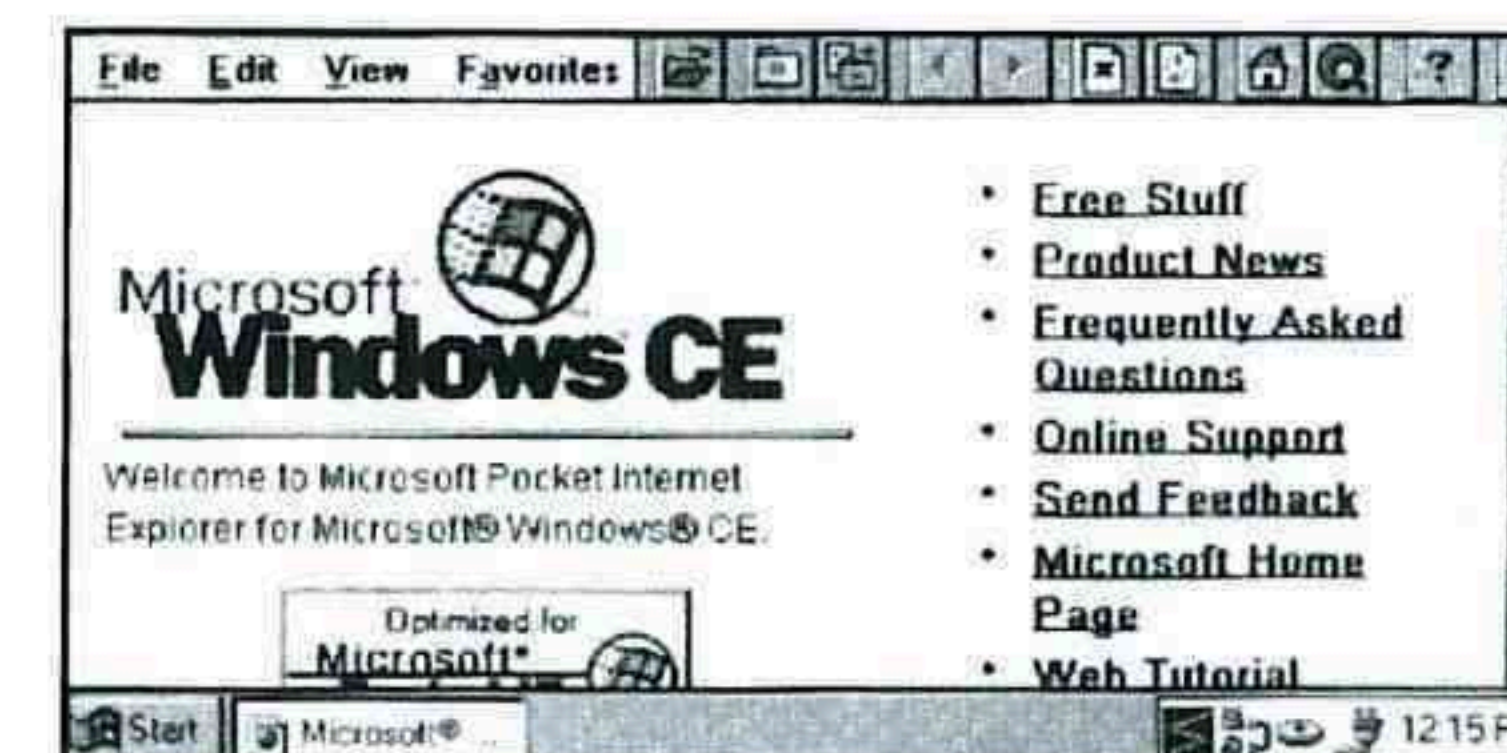 File Edit View Favorites
Microsoft
Windows CE
Welcome to Microsoft Pocket Internet
Explorer for Microsoft® Windows® CE.
Optimized for
Microsoft®
• Free Stuff
• Product News
• Frequently Asked
Questions
• Online Support
• Send Feedback
• Microsoft Home
Page
• Web Tutorial
Start Microsoft® ... 12:15